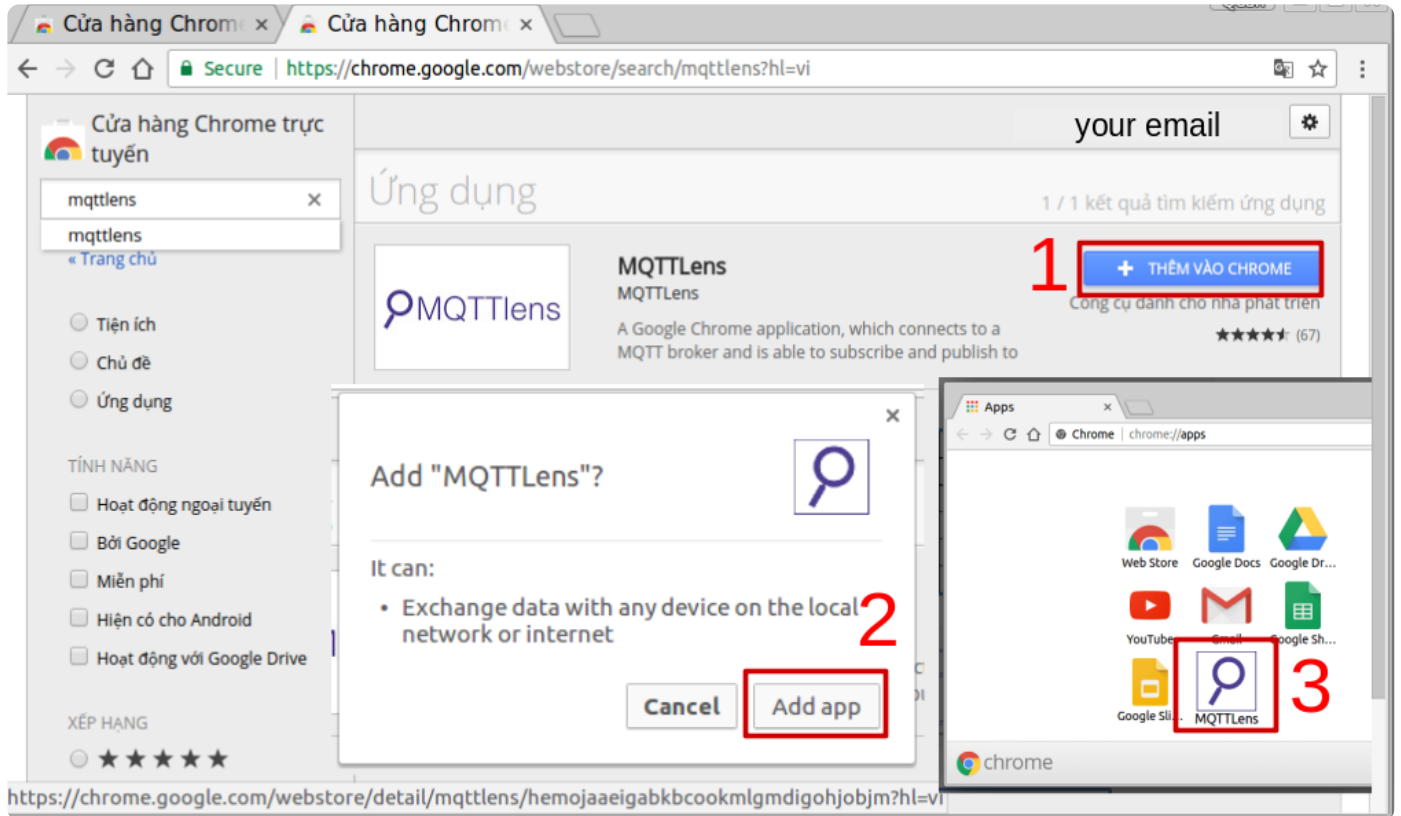 Cửa hàng Chrom
Cửa hàng Chrom
Secure | https://chrome.google.com/webstore/search/mqttlens?hl=vi
Cửa hàng Chrome trực
tuyến
your email
mqttlens
mqttlens
« Trang chủ
Ứng dụng
1 / 1 kết quả tìm kiếm ứng dụng
MQTTlens
MQTTLens
MQTTLens
A Google Chrome application, which connects to a
MQTT broker and is able to subscribe and publish to
1
THÊM VÀO CHROME
Công cụ dành cho nhà phát triển
(67)
Tiện ích
Chủ đề
Ứng dụng
TÍNH NĂNG
Hoạt động ngoại tuyến
Bởi Google
Miễn phí
Hiện có cho Android
Hoạt động với Google Drive
XẾP HẠNG
Add "MQTTLens"?
It can:
• Exchange data with any device on the local
network or internet
2
Cancel
Add app
Apps
Chrome | chrome://apps
Web Store
Google Docs
Google Dr...
YouTube
Gmail
Google Sh...
Google Sli...
MQTTLens
3
chrome
https://chrome.google.com/webstore/detail/mqttlens/hemojaaeigabkbcookmlgmdigohjobjm?hl=vi